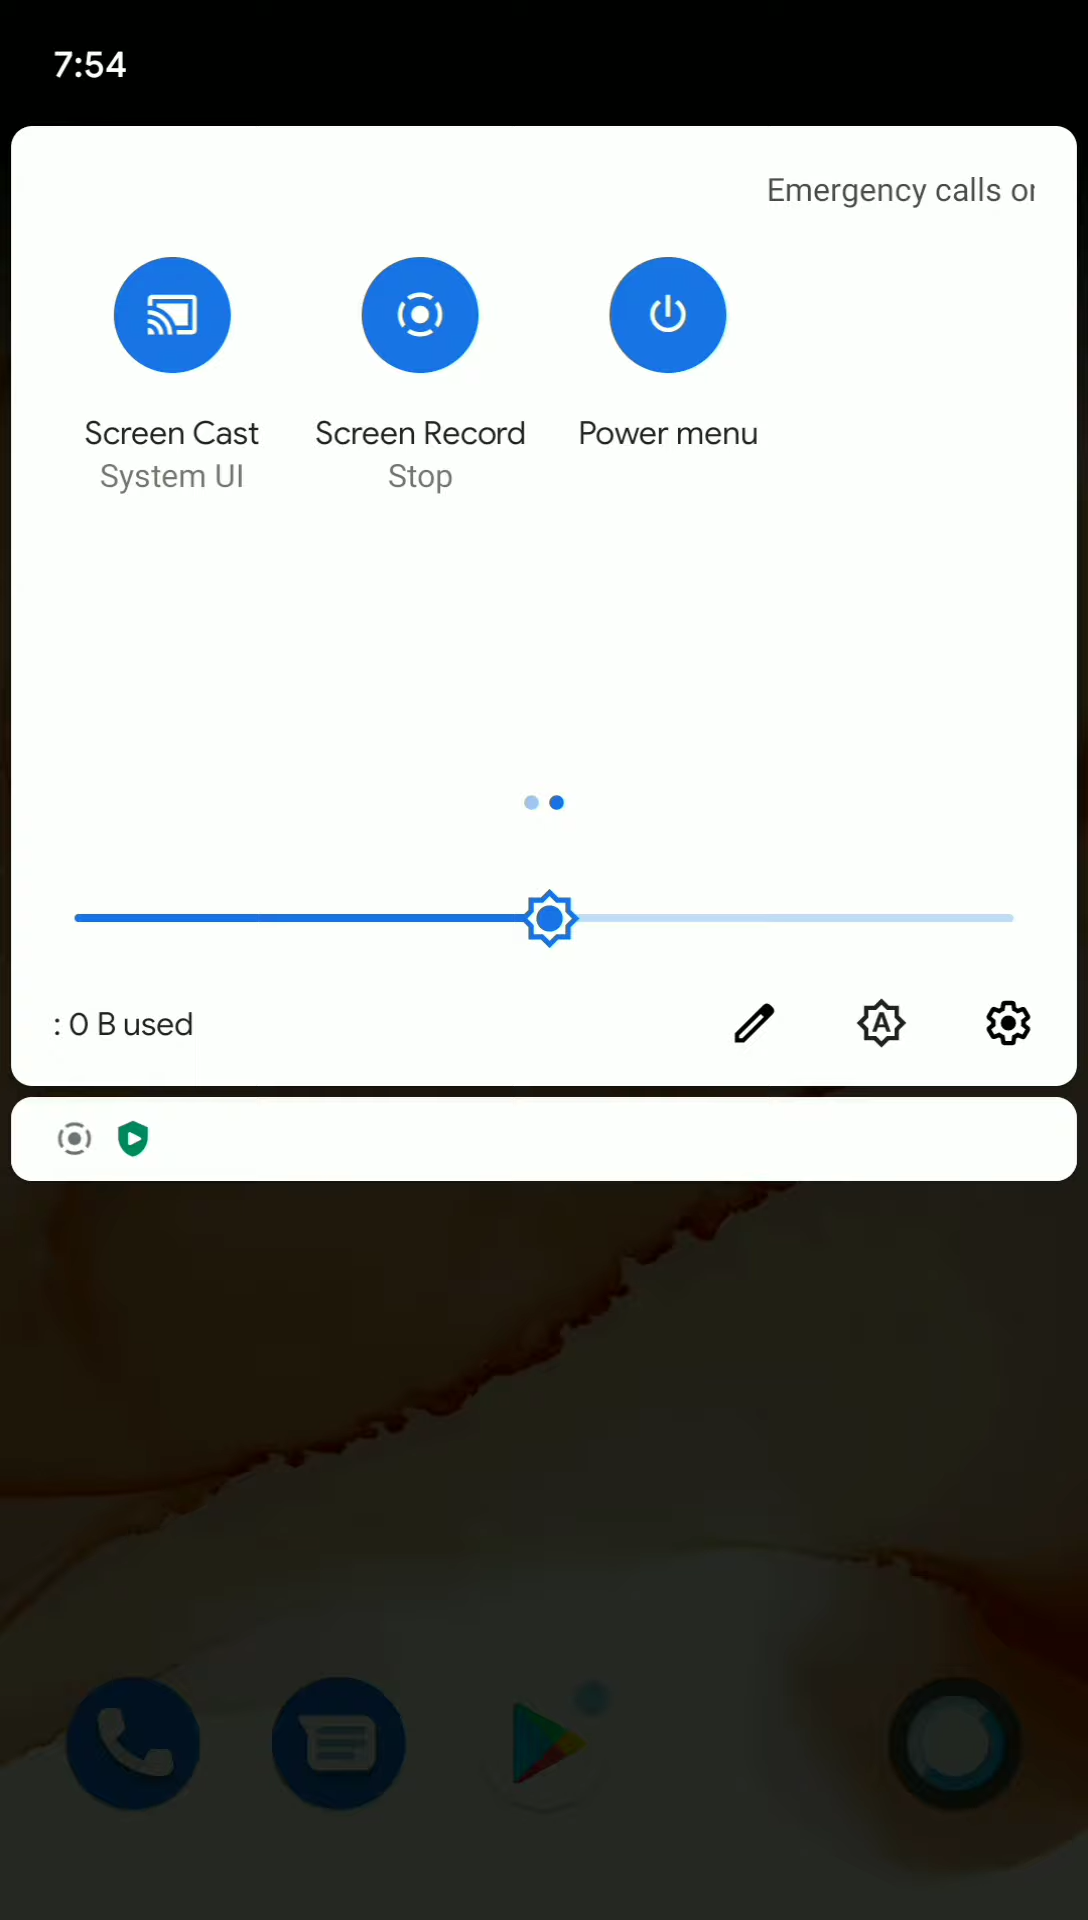 7:54
Emergency calls or
Screen Cast
System UI
Screen Record
Stop
Power menu
: 0 B used
A